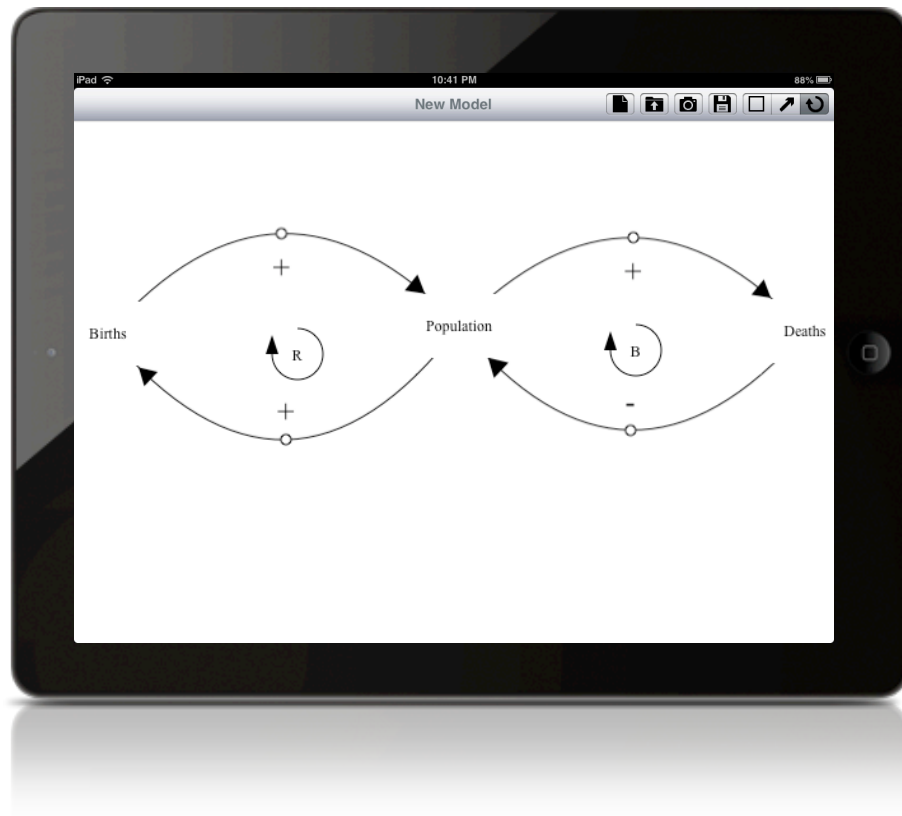 iPad 10:41 PM 88%
New Model
+ +
Births Population Deaths
R B
+ -